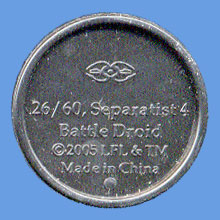 26/60, Separatist 4
Battle Droid
©2005 LFL & TM
Made in China